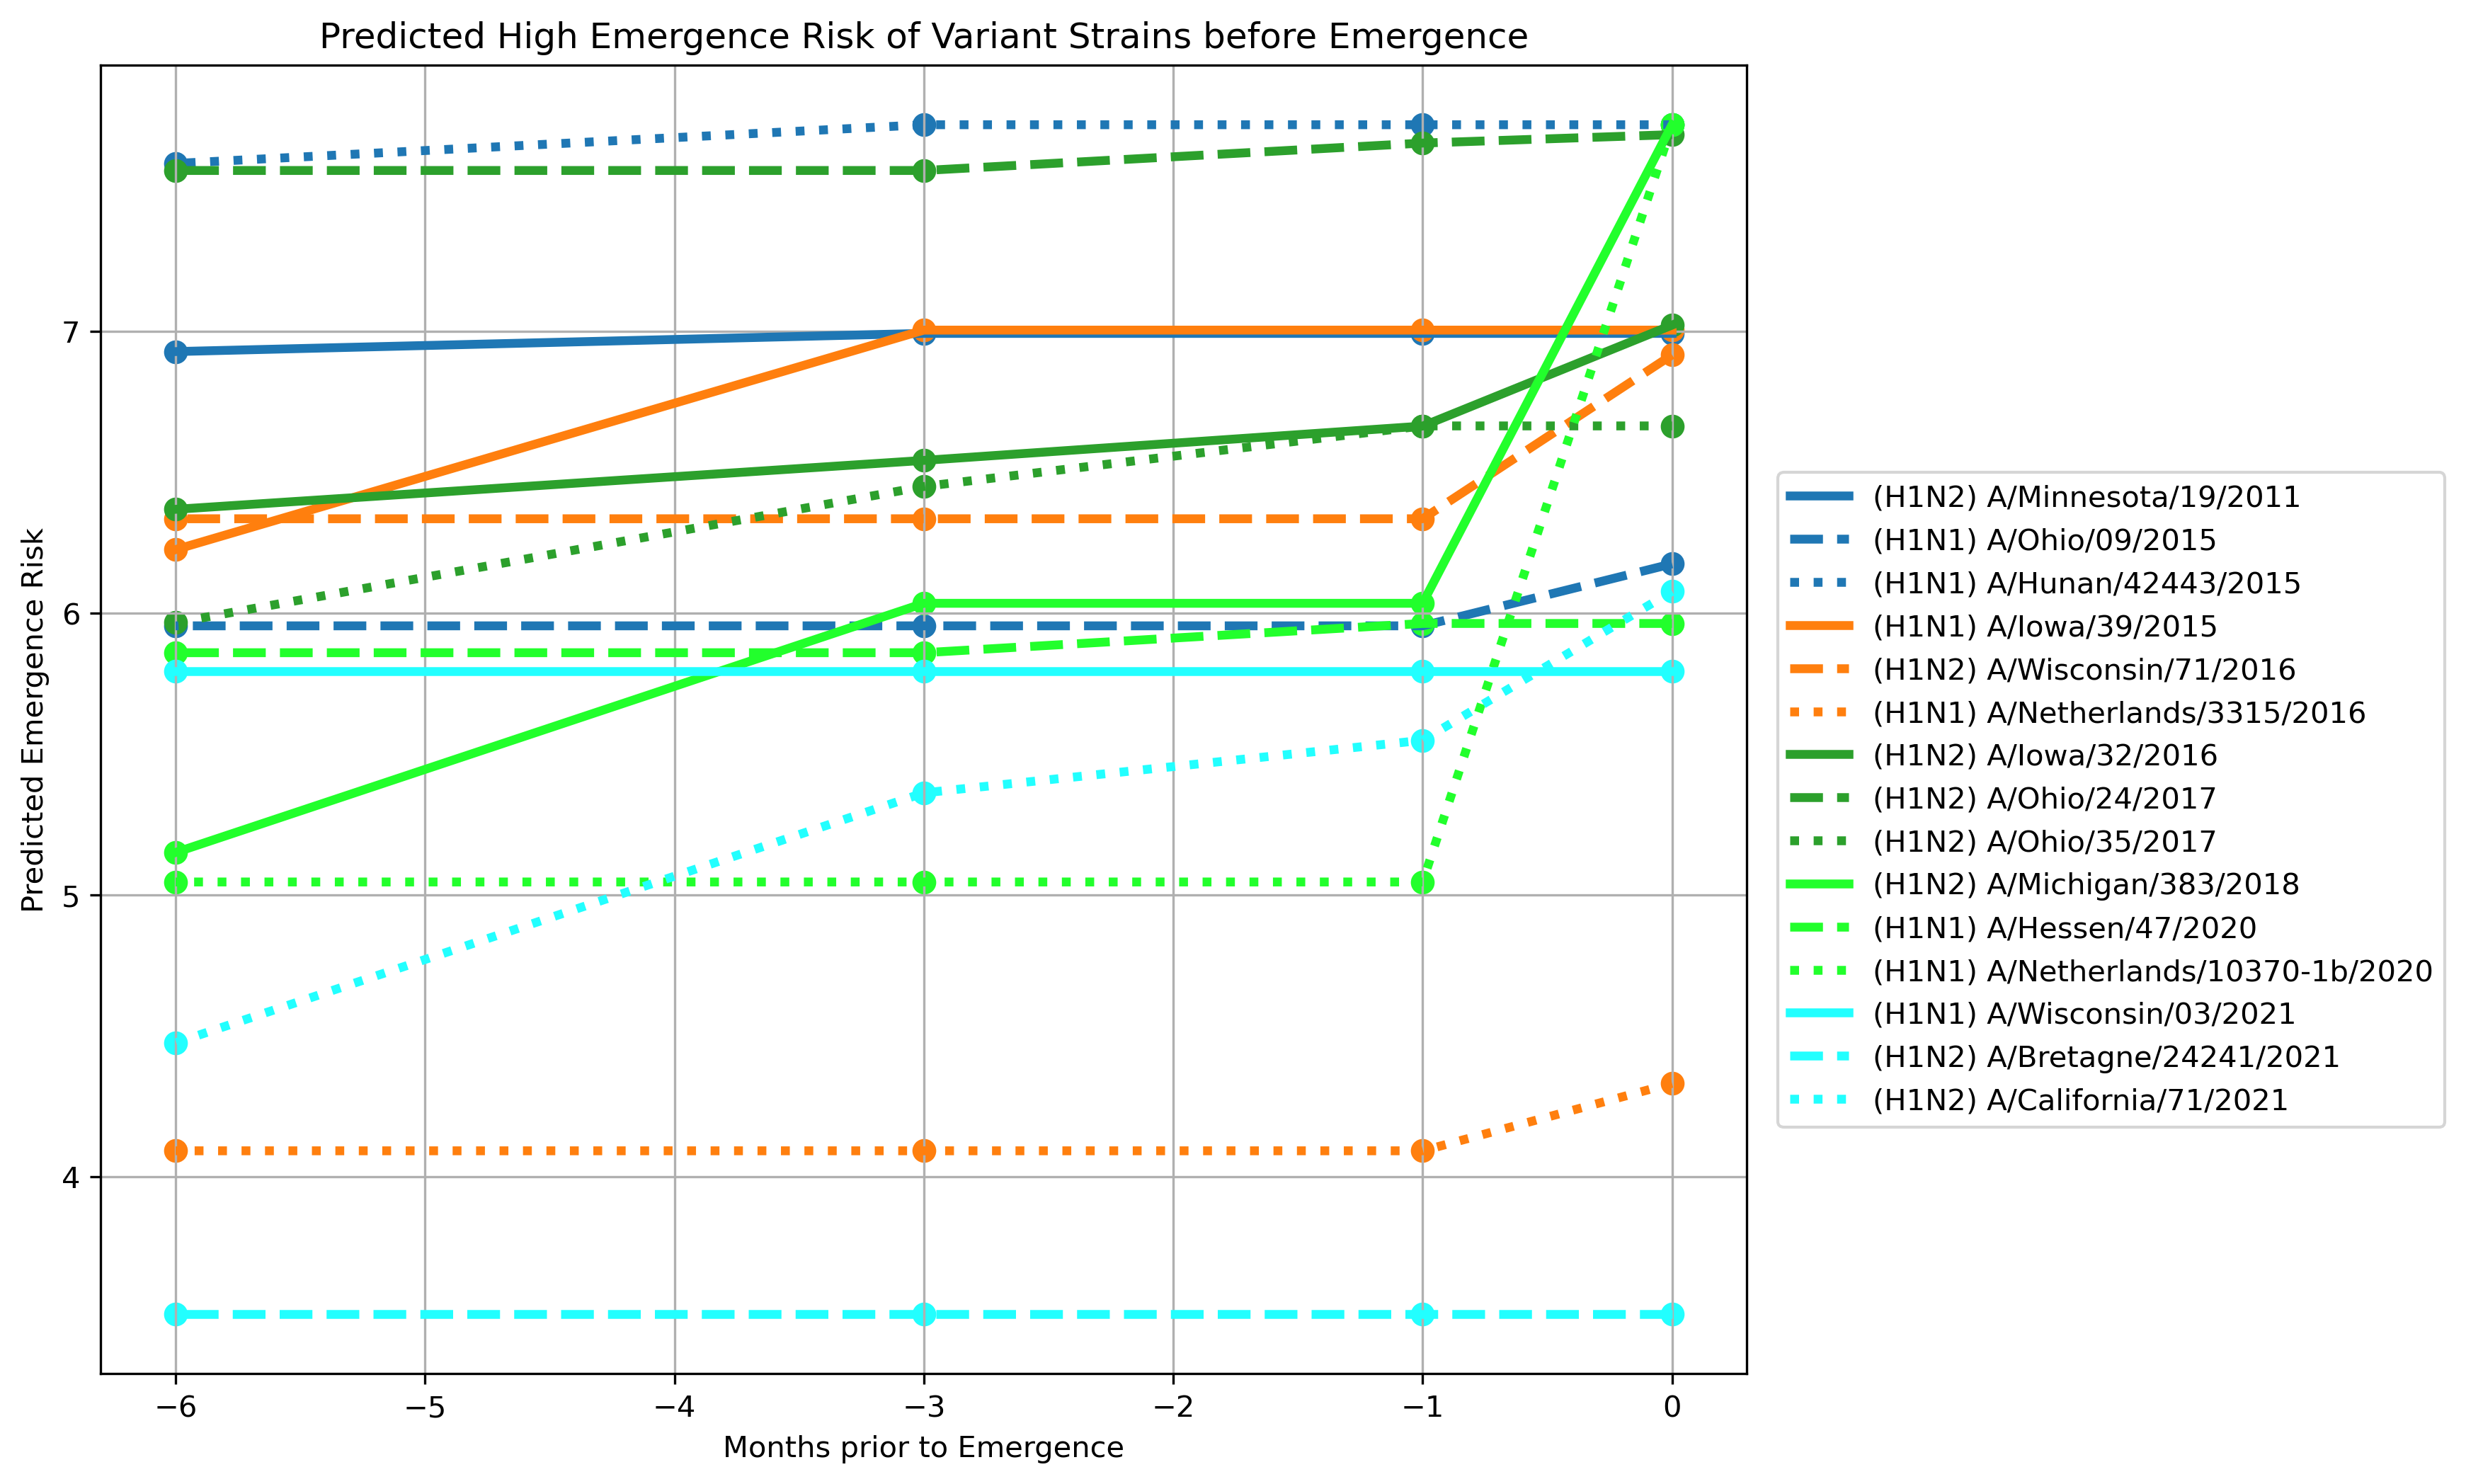 Predicted High Emergence Risk of Variant Strains before Emergence
Predicted Emergence Risk
7
6
5
4
−6 −5 −4 −3 −2 −1 0
Months prior to Emergence
(H1N2) A/Minnesota/19/2011
(H1N1) A/Ohio/09/2015
(H1N1) A/Hunan/42443/2015
(H1N1) A/Iowa/39/2015
(H1N2) A/Wisconsin/71/2016
(H1N1) A/Netherlands/3315/2016
(H1N2) A/Iowa/32/2016
(H1N2) A/Ohio/24/2017
(H1N2) A/Ohio/35/2017
(H1N2) A/Michigan/383/2018
(H1N1) A/Hessen/47/2020
(H1N1) A/Netherlands/10370-1b/2020
(H1N1) A/Wisconsin/03/2021
(H1N2) A/Bretagne/24241/2021
(H1N2) A/California/71/2021